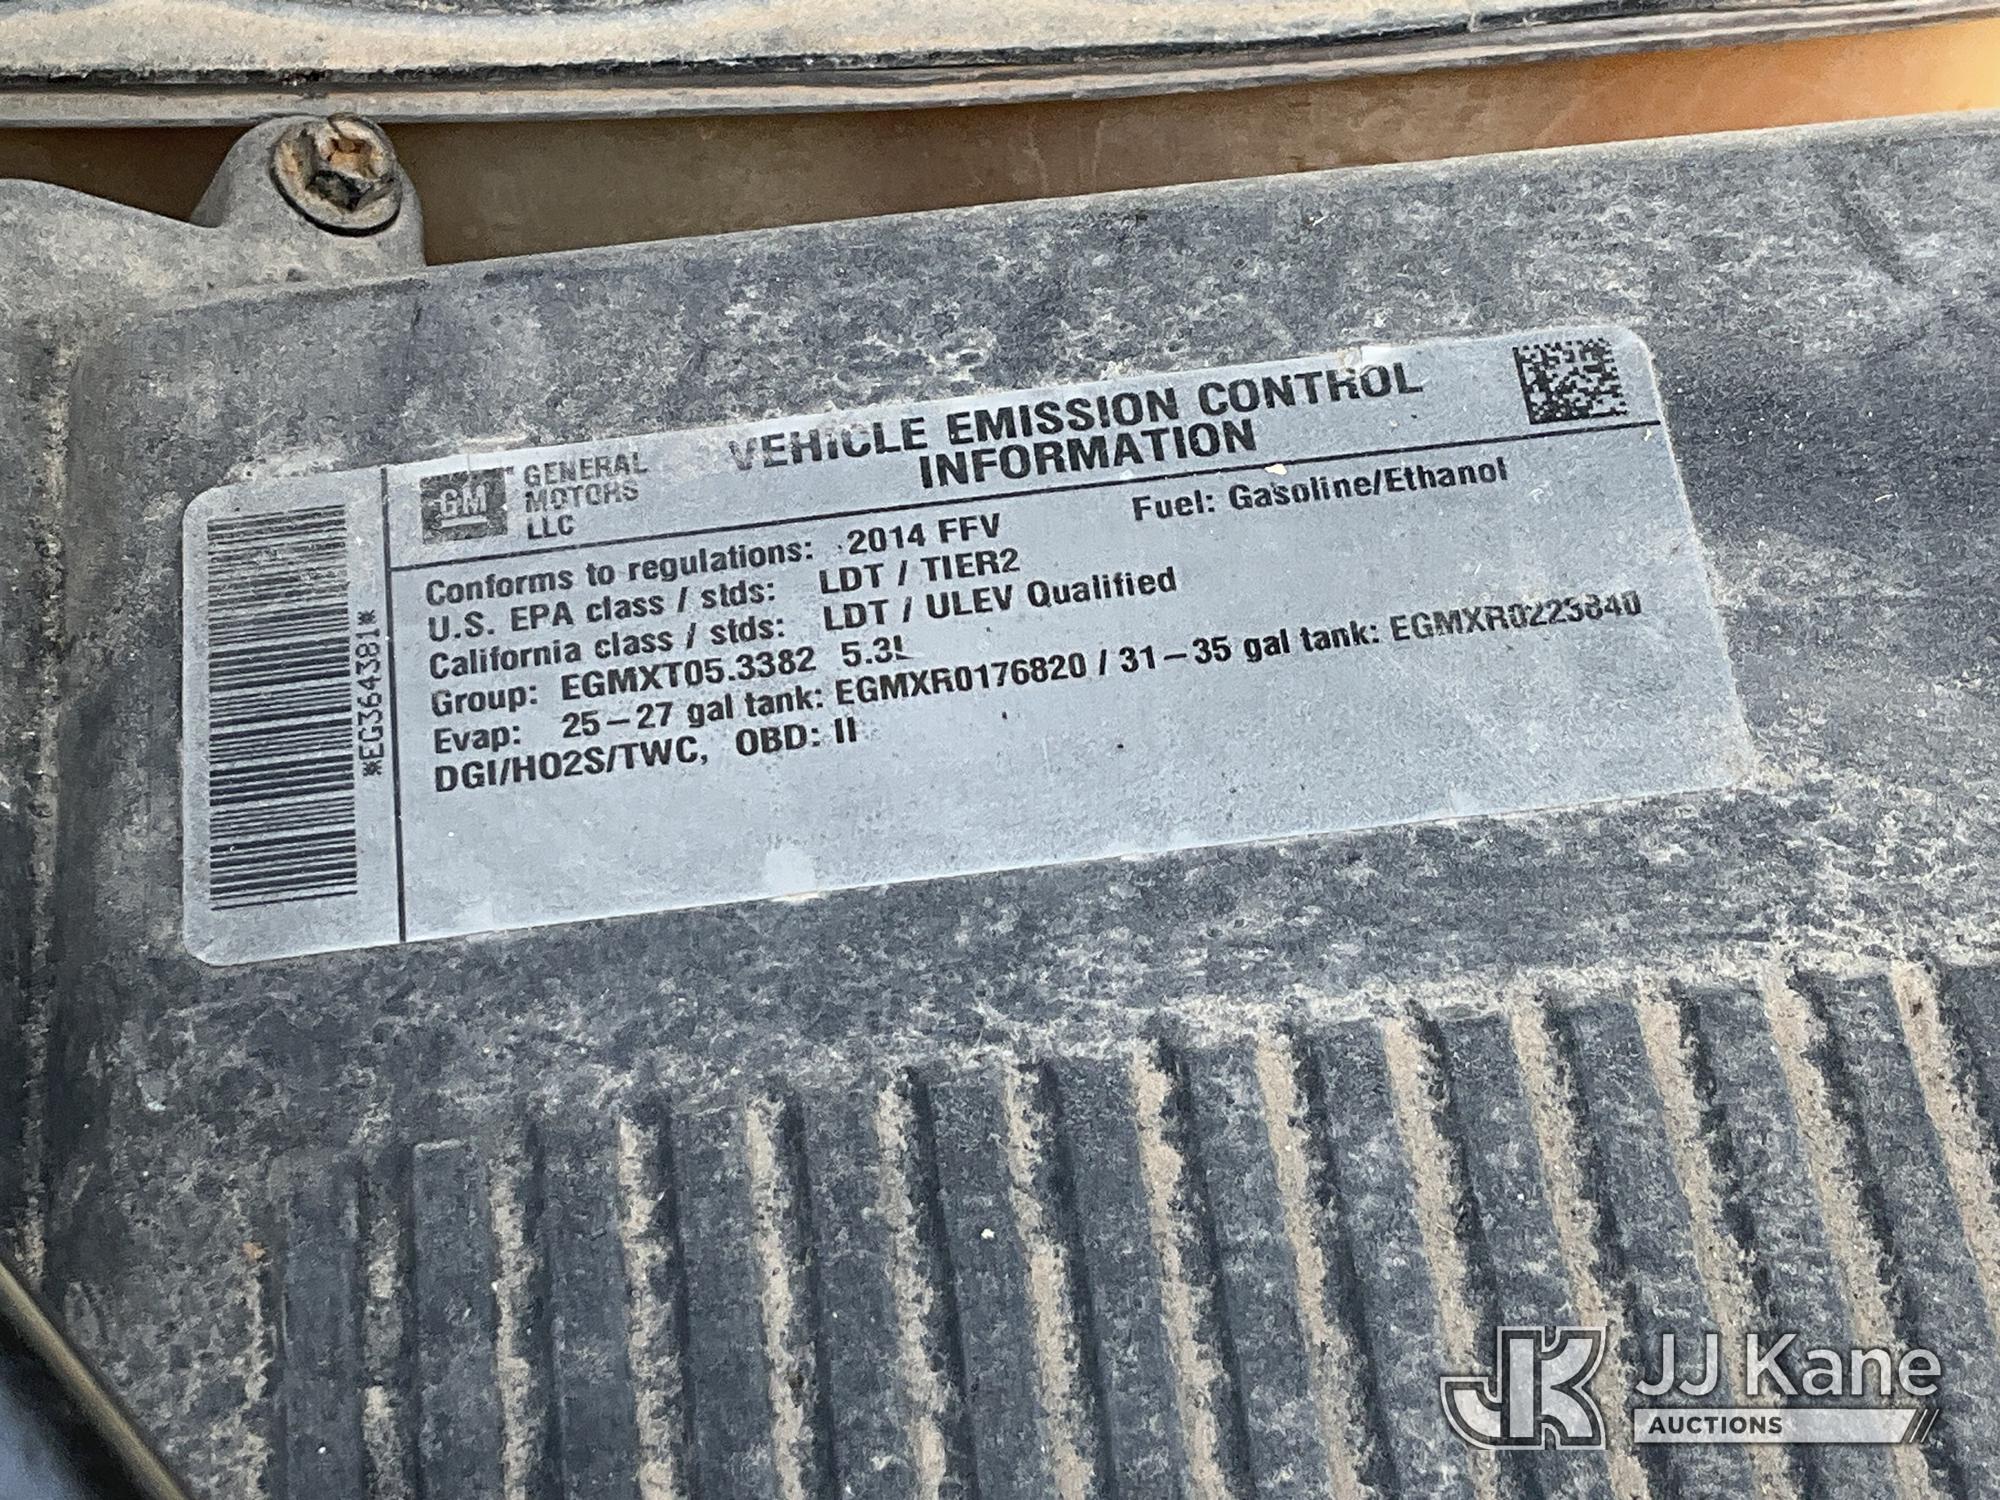 VEHICLE EMISSION CONTROL
INFORMATION
GM
GENERAL
MOTORS
LLC
Fuel: Gasoline/Ethanol
Conforms to regulations: 2014 FFV
U.S. EPA class / stds: LDT / TIER2
California class / stds: LDT / ULEV Qualified
Group: EGMXT05.3382 5.3L
Evap: 25-27 gal tank: EGMXR0176820 / 31-35 gal tank: EGMXR0223840
DGI/HO2S/TWC, OBD: II
*EG364381*
JK
JJ Kane
AUCTIONS